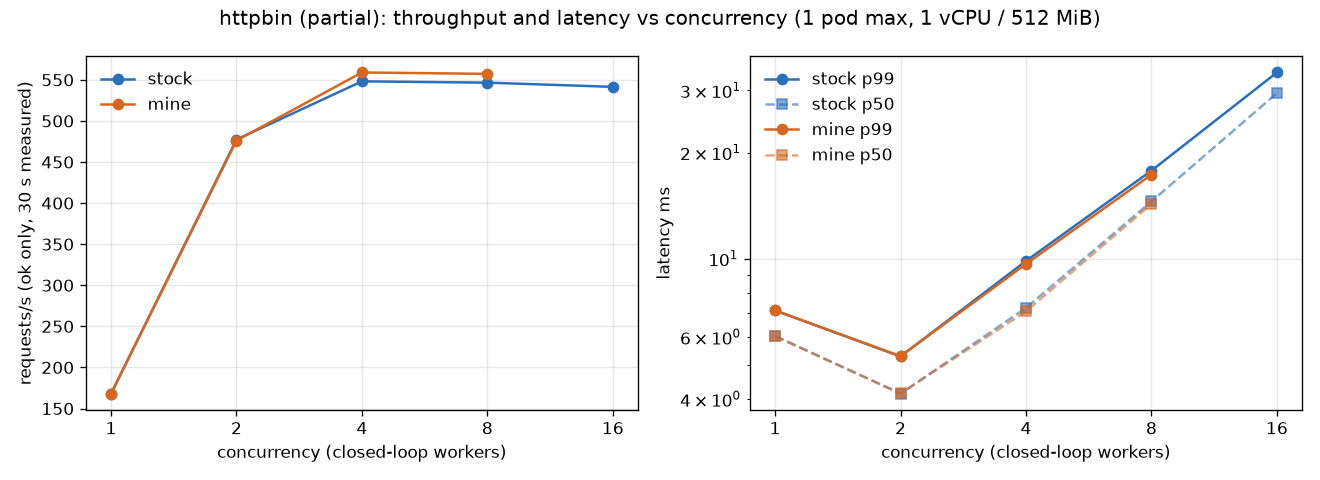 httpbin (partial): throughput and latency vs concurrency (1 pod max, 1 vCPU / 512 MiB)
requests/s (ok only, 30 s measured)
550
500
450
400
350
300
250
200
150
stock
mine
1
2
4
8
16
concurrency (closed-loop workers)
latency ms
3 × 10¹
2 × 10¹
10¹
6 × 10⁰
4 × 10⁰
stock p99
stock p50
mine p99
mine p50
1
2
4
8
16
concurrency (closed-loop workers)